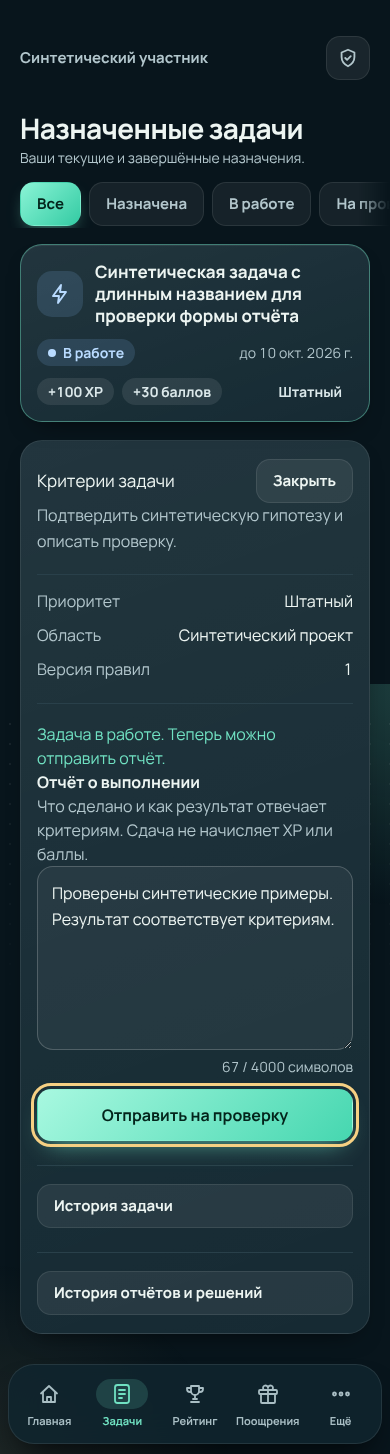 Синтетический участник
Назначенные задачи
Ваши текущие и завершённые назначения.
Все
Назначена
В работе
На про
Синтетическая задача с
длинным названием для
проверки формы отчёта
В работе
до 10 окт. 2026 г.
+100 XP
+30 баллов
Штатный
Критерии задачи
Закрыть
Подтвердить синтетическую гипотезу и
описать проверку.
Приоритет
Штатный
Область
Синтетический проект
Версия правил
1
Задача в работе. Теперь можно
отправить отчёт.
Отчёт о выполнении
Что сделано и как результат отвечает
критериям. Сдача не начисляет XP или
баллы.
Проверены синтетические примеры.
Результат соответствует критериям.
67 / 4000 символов
Отправить на проверку
История задачи
История отчётов и решений
Главная
Задачи
Рейтинг
Поощрения
Ещё